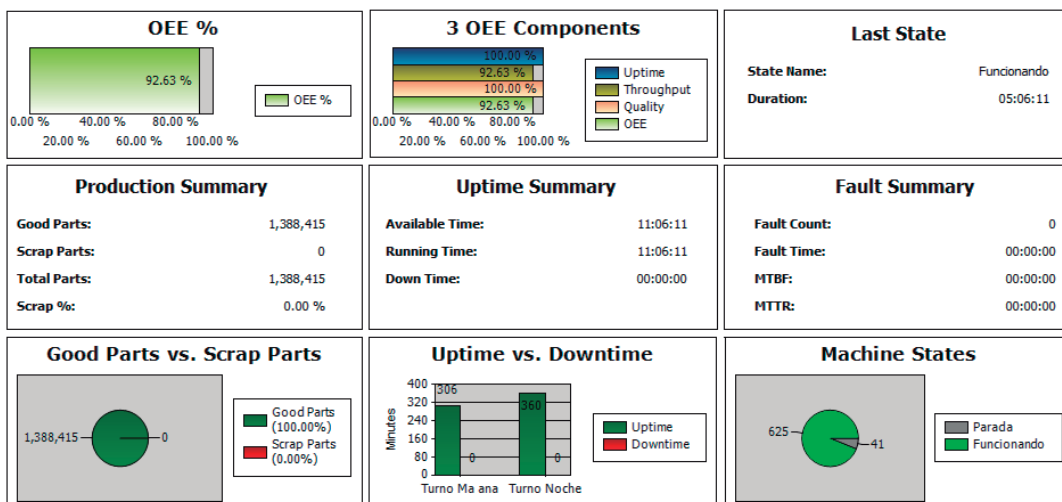 OEE %
92.63 %
OEE %
0.00 % 40.00 % 80.00 %
20.00 % 60.00 % 100.00 %
3 OEE Components
100.00 %
92.63 %
100.00 %
92.63 %
Uptime
Throughput
Quality
OEE
0.00 % 40.00 % 80.00 %
20.00 % 60.00 % 100.00 %
Last State
State Name: Funcionando
Duration: 05:06:11
Production Summary
Good Parts: 1,388,415
Scrap Parts: 0
Total Parts: 1,388,415
Scrap %: 0.00 %
Uptime Summary
Available Time: 11:06:11
Running Time: 11:06:11
Down Time: 00:00:00
Fault Summary
Fault Count: 0
Fault Time: 00:00:00
MTBF: 00:00:00
MTTR: 00:00:00
Good Parts vs. Scrap Parts
1,388,415
0
Good Parts
(100.00%)
Scrap Parts
(0.00%)
Uptime vs. Downtime
Minutes
400
320
240
160
80
0
306
0
360
0
Turno Ma ana Turno Noche
Uptime
Downtime
Machine States
625
41
Parada
Funcionando